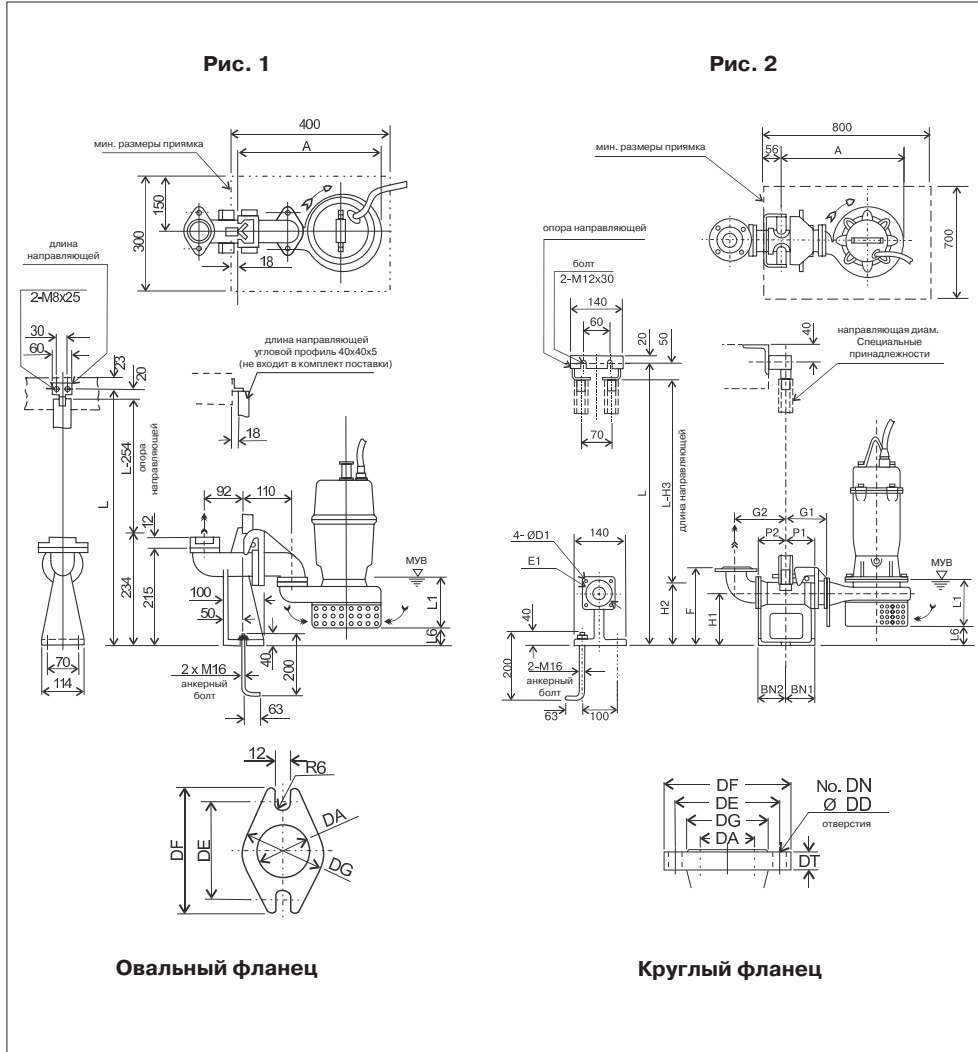 Рис. 1
400
A
мин. размеры приямка
150
300
18
длина
направляющей
2-M8x25
30
60
23
20
длина направляющей
угловой профиль 40x40x5
(не входит в комплект поставки)
18
L
L-254
опора
направляющей
12
92
110
234
215
МУВ
100
50
L1
L6
40
200
70
114
2 x M16
анкерный
болт
63
12
R6
DF
DE
DA
DG
Овальный фланец
Рис. 2
800
56
A
мин. размеры приямка
700
опора направляющей
болт
2-M12x30
140
60
20
50
40
направляющая диам.
Специальные
принадлежности
70
L
L-H3
длина направляющей
G2
G1
P2
P1
4- ØD1
140
E1
МУВ
H2
F
H1
L1
L6
40
200
2-M16
анкерный
болт
63
100
BN2
BN1
DF
DE
DG
DA
No. DN
Ø DD
отверстия
DT
Круглый фланец